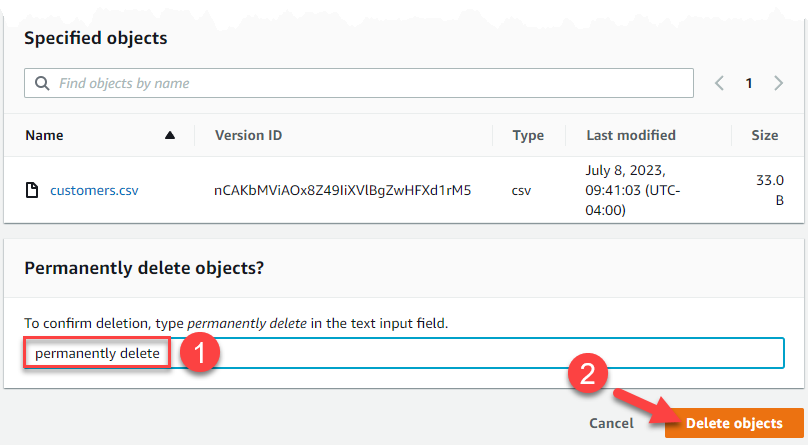 Specified objects
Find objects by name
1
Name Version ID Type Last modified Size
customers.csv nCAKbMViAOx8Z49IiXVlBgZwHFXd1rM5 csv July 8, 2023, 09:41:03 (UTC-04:00) 33.0 B
Permanently delete objects?
To confirm deletion, type permanently delete in the text input field.
permanently delete 1
2
Cancel Delete objects